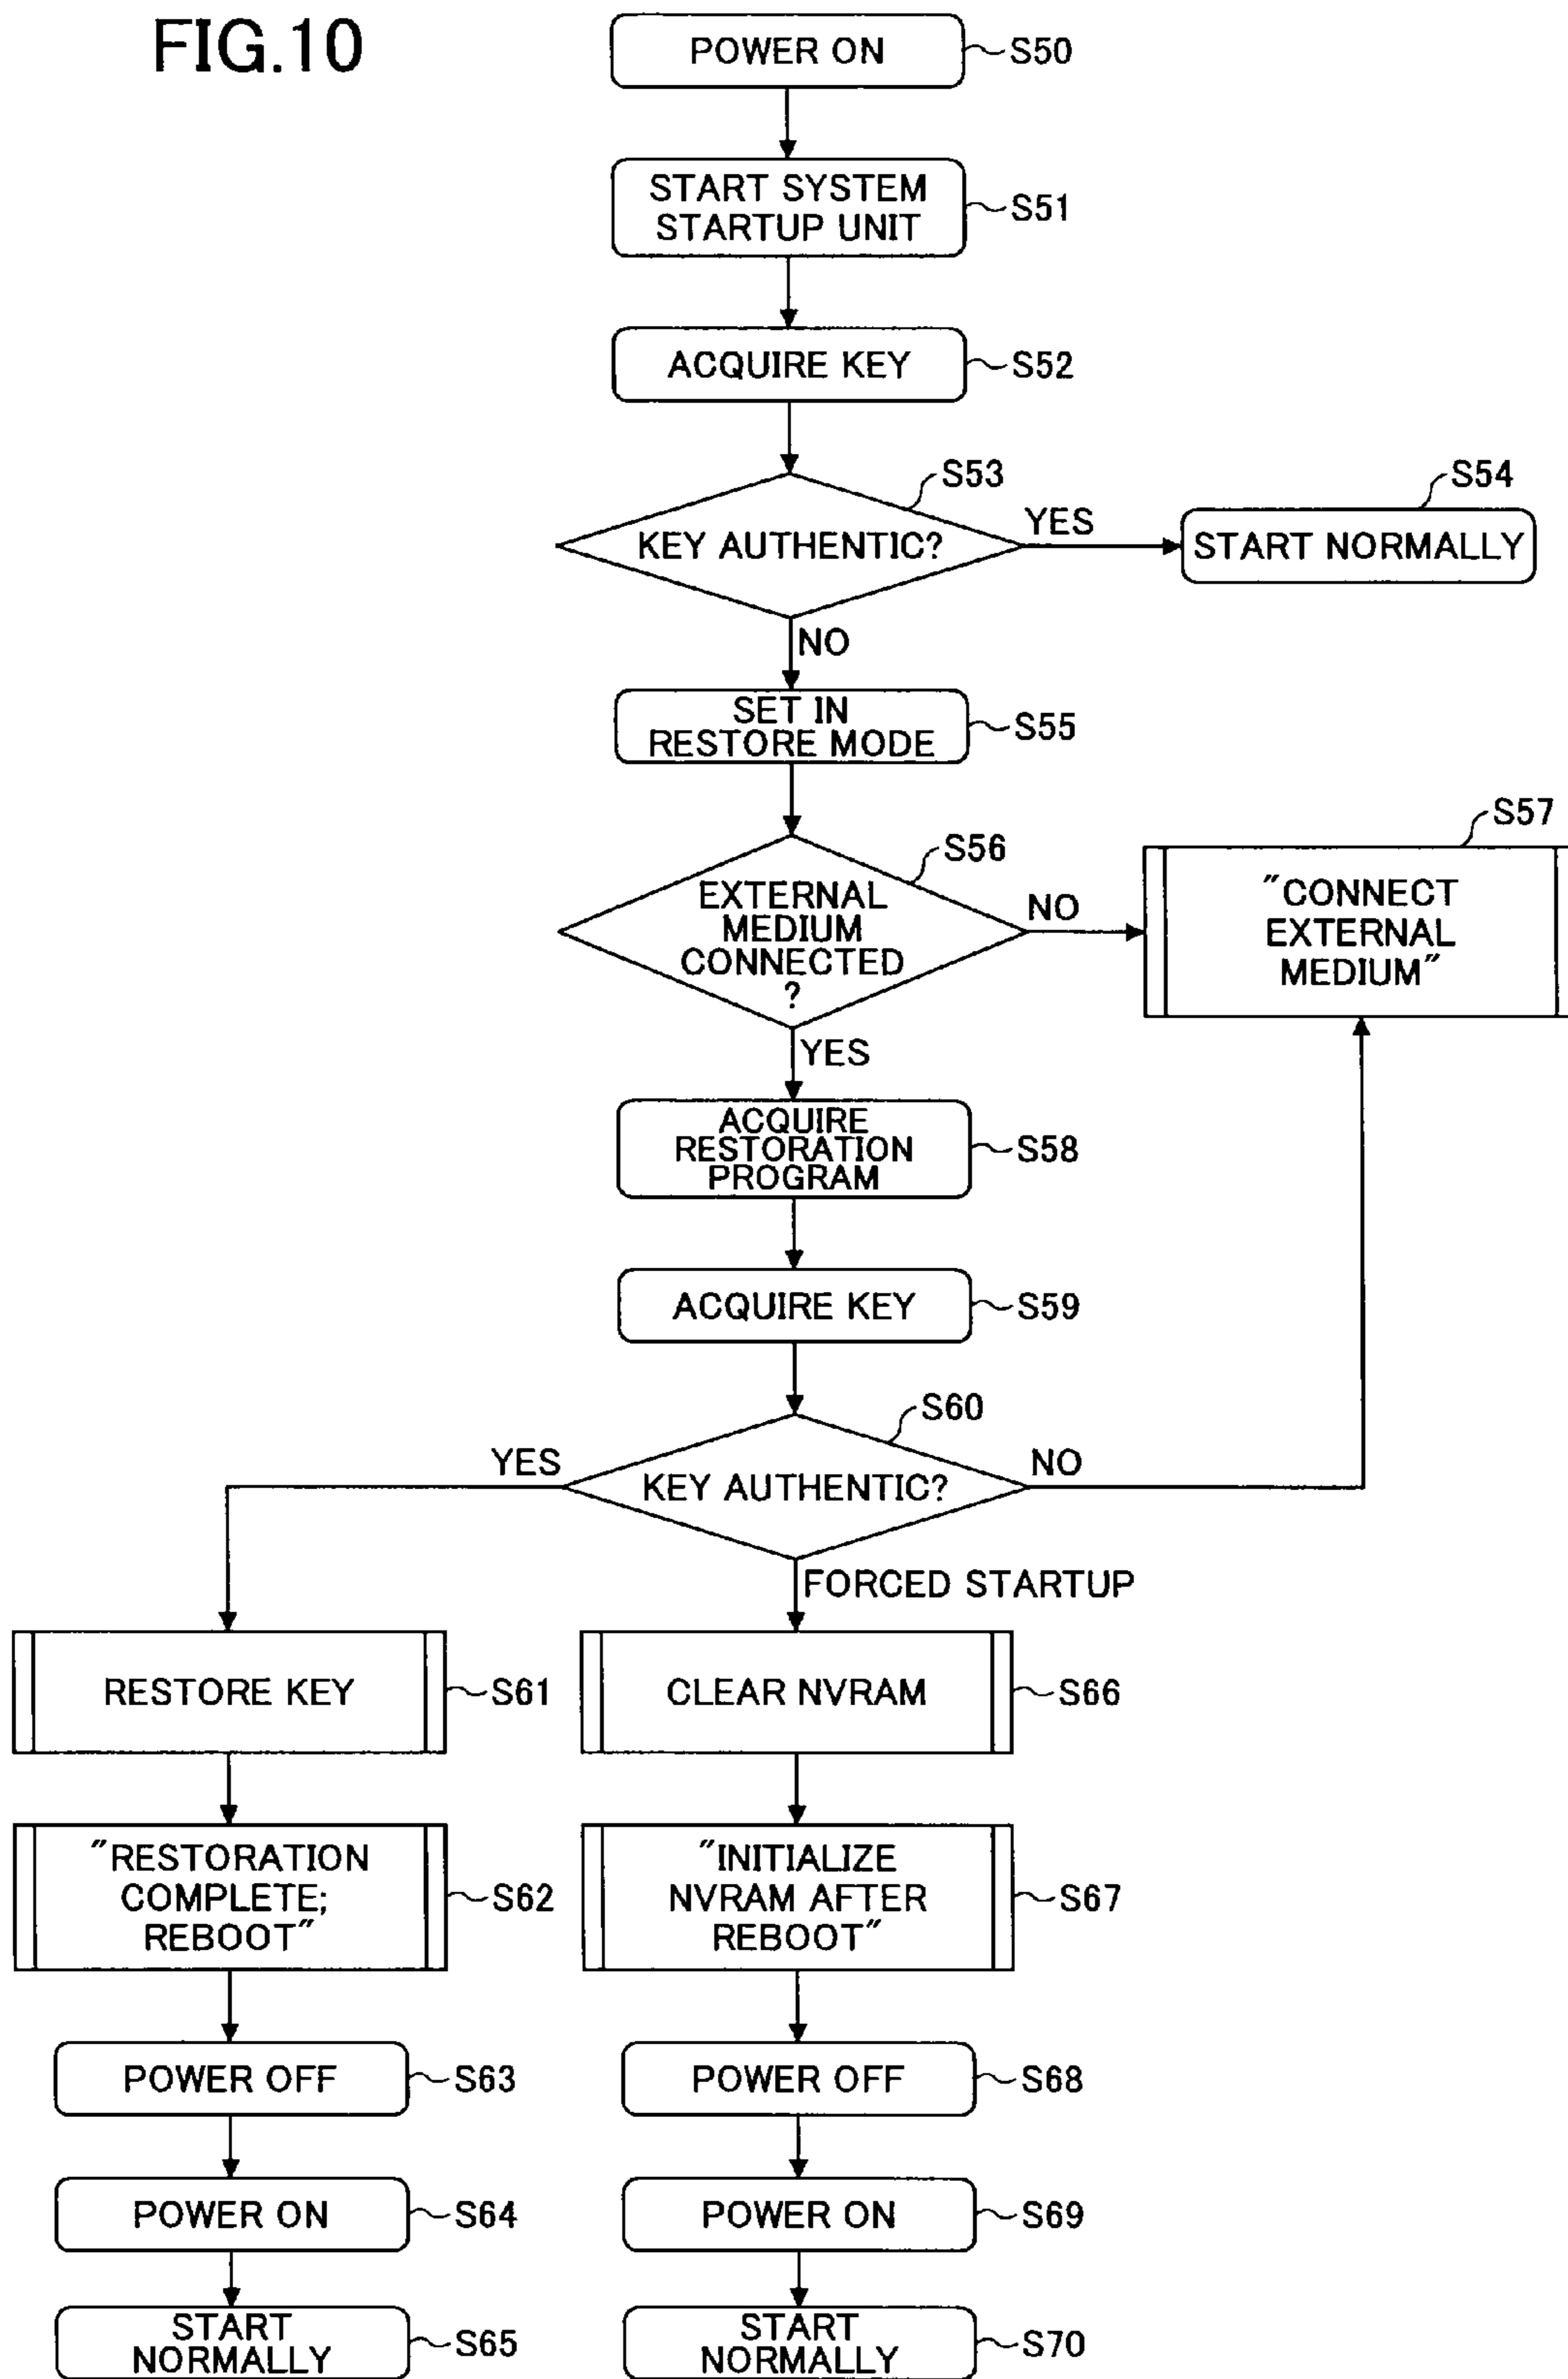 FIG.10
POWER ON
S50
START SYSTEM
STARTUP UNIT
S51
ACQUIRE KEY
S52
S53
KEY AUTHENTIC?
YES
S54
START NORMALLY
NO
SET IN
RESTORE MODE
S55
S56
EXTERNAL
MEDIUM
CONNECTED
?
NO
S57
"CONNECT
EXTERNAL
MEDIUM"
YES
ACQUIRE
RESTORATION
PROGRAM
S58
ACQUIRE KEY
S59
S60
KEY AUTHENTIC?
YES
NO
FORCED STARTUP
RESTORE KEY
S61
CLEAR NVRAM
S66
"RESTORATION
COMPLETE;
REBOOT"
S62
"INITIALIZE
NVRAM AFTER
REBOOT"
S67
POWER OFF
S63
POWER OFF
S68
POWER ON
S64
POWER ON
S69
START
NORMALLY
S65
START
NORMALLY
S70